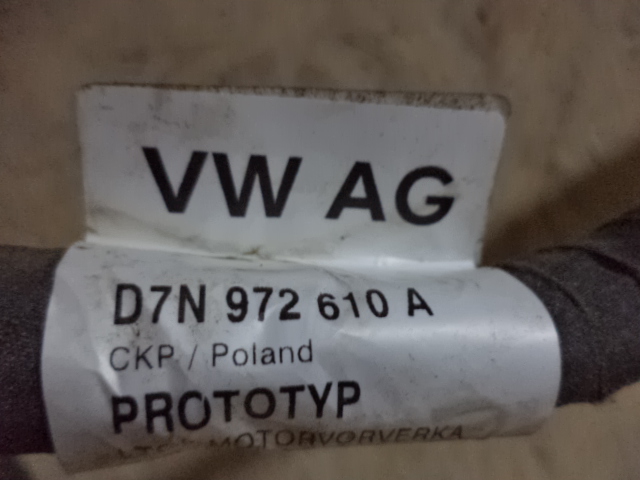 VW AG
D7N 972 610 A
CKP / Poland
PROTOTYP
MOTORVORVERKA